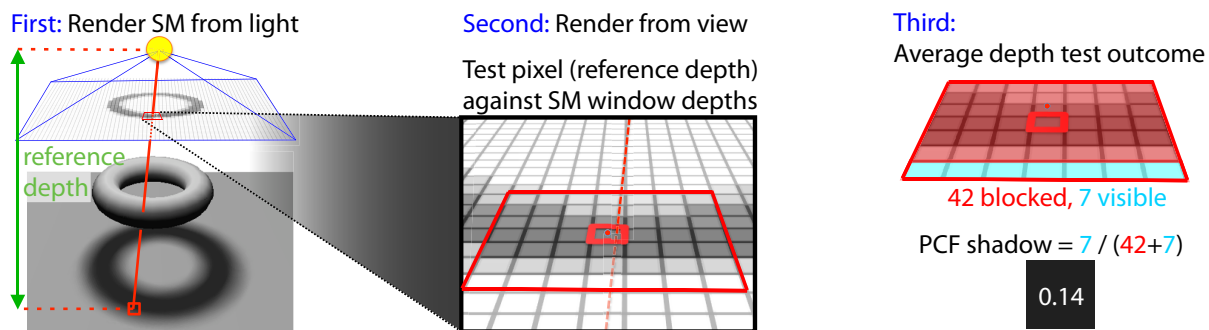 First: Render SM from light
reference
depth
Second: Render from view
Test pixel (reference depth)
against SM window depths
Third:
Average depth test outcome
42 blocked, 7 visible
PCF shadow = 7 / (42+7)
0.14